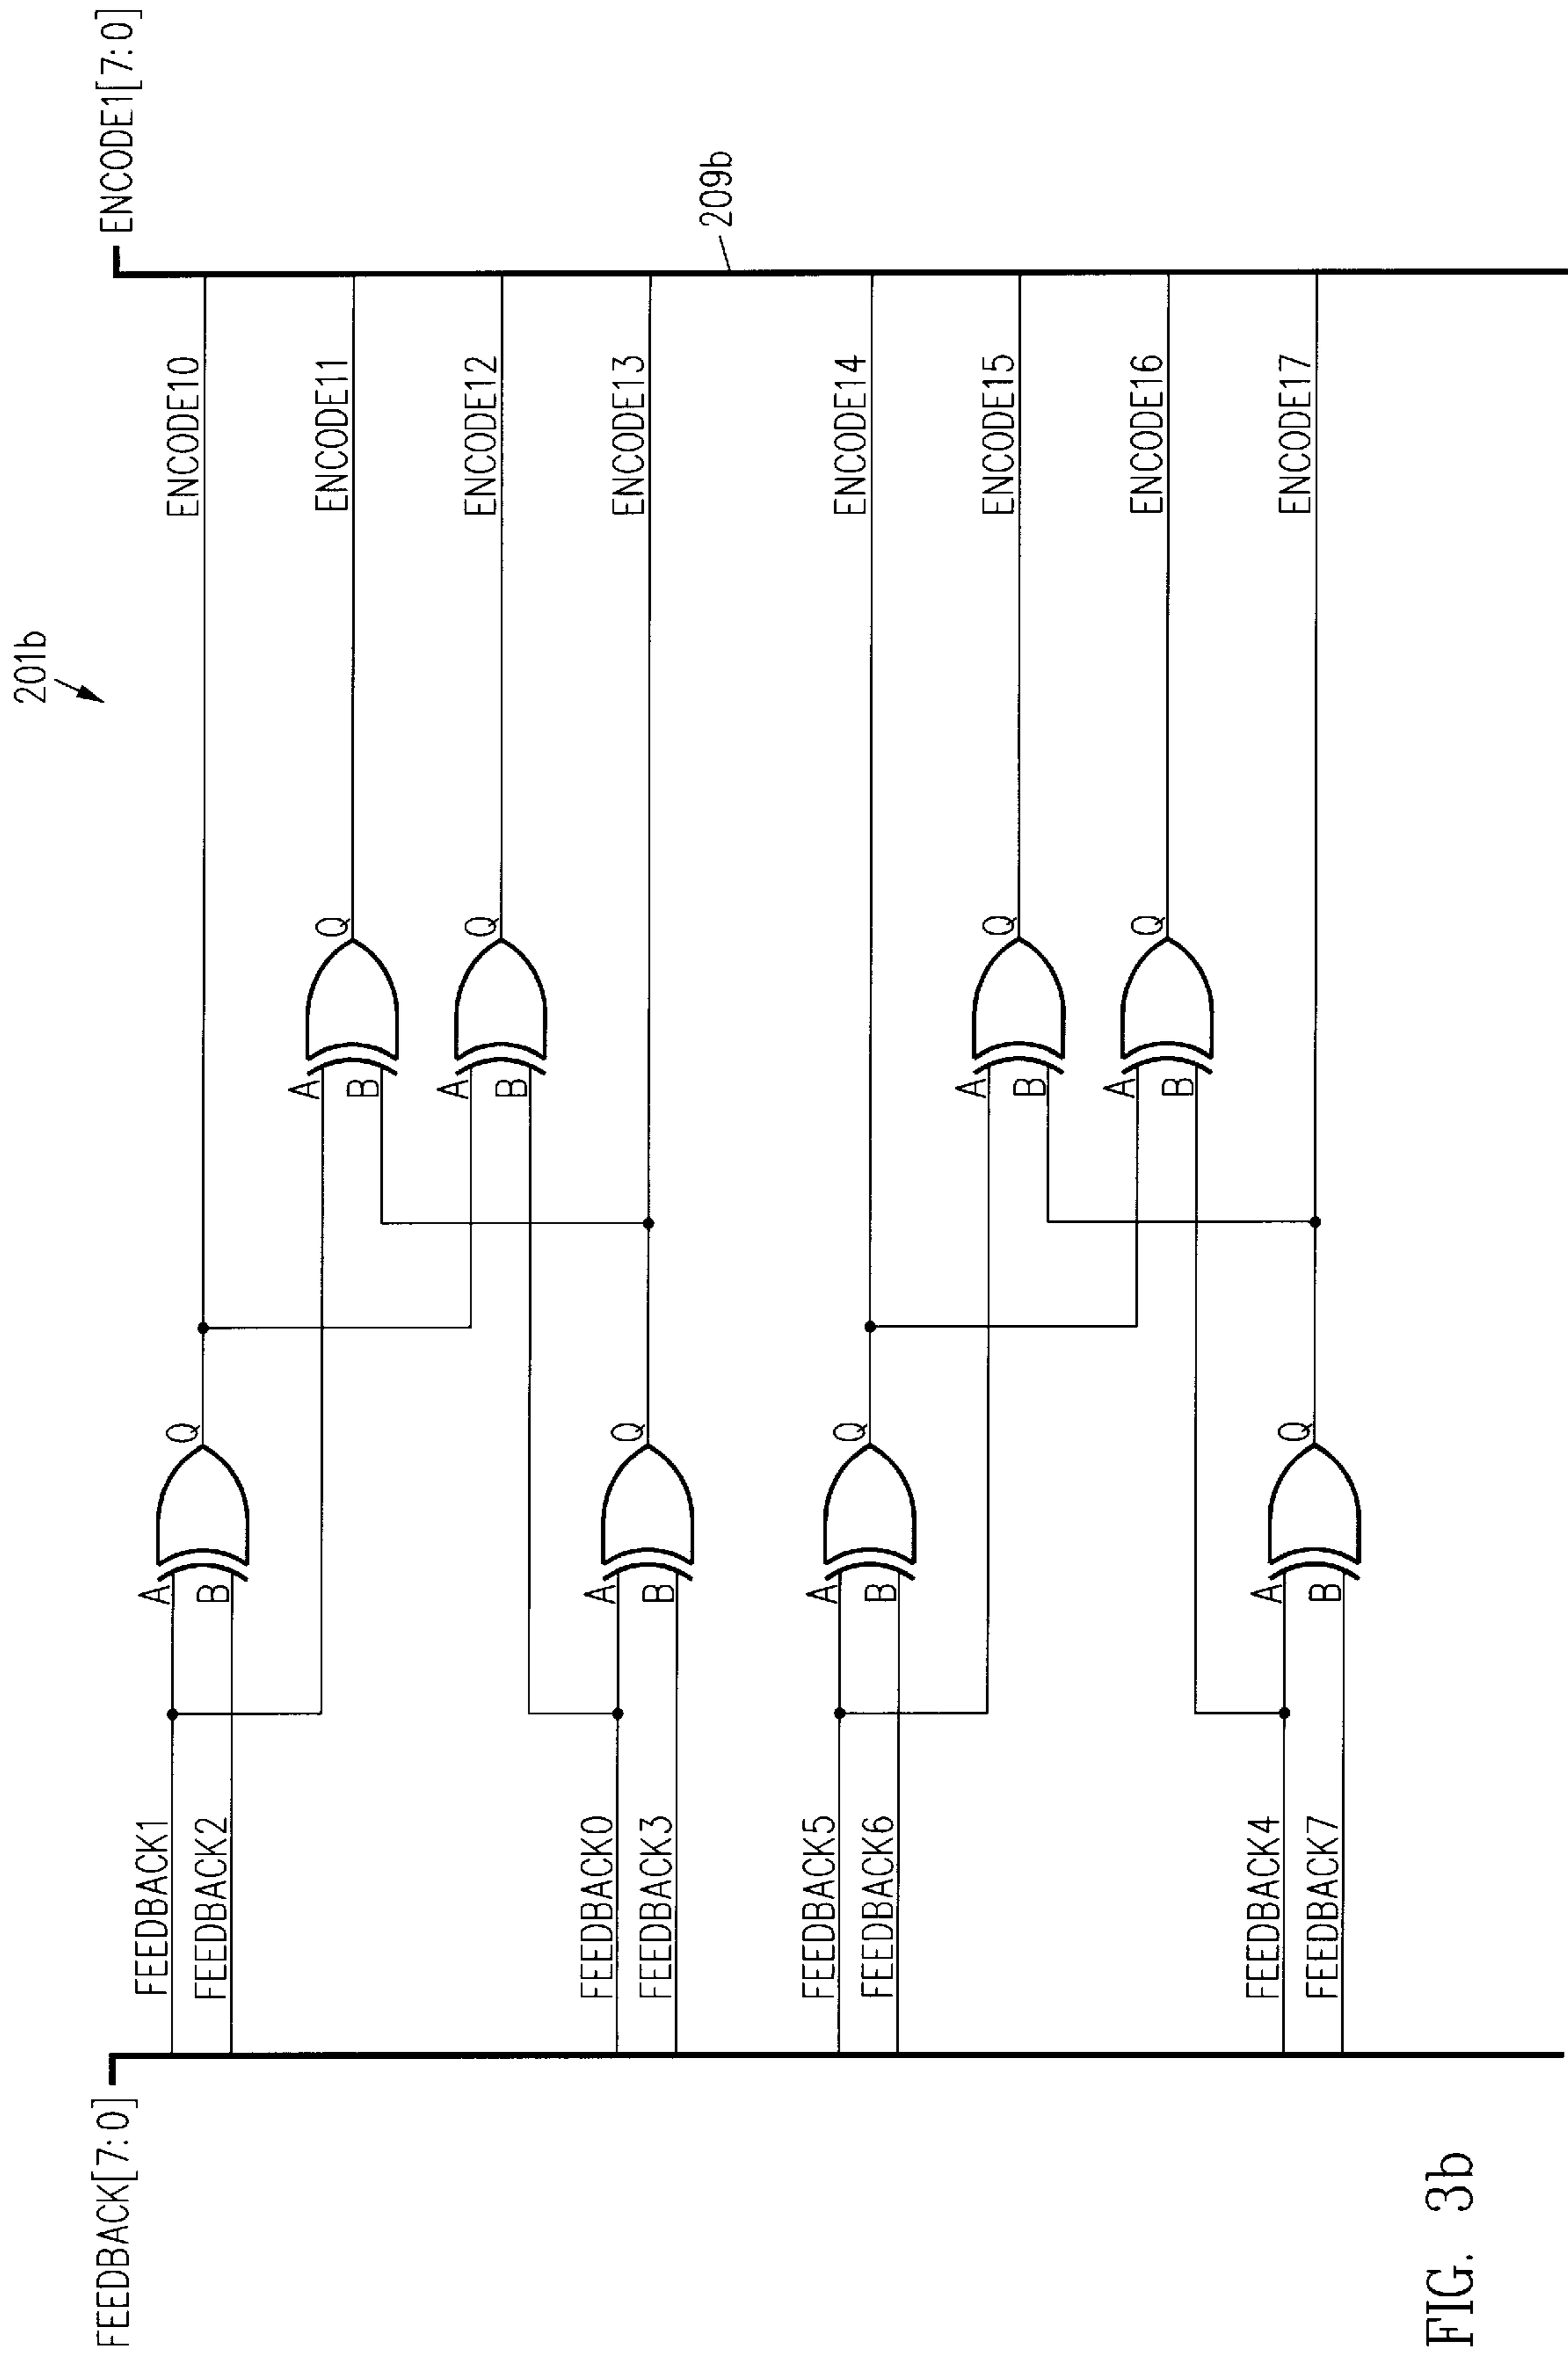 201b
FEEDBACK[7:0]
ENCODE1[7:0]
FEEDBACK1
A
Q
ENCODE10
FEEDBACK2
B
A
Q
ENCODE11
B
A
Q
ENCODE12
B
FEEDBACK0
A
Q
ENCODE13
FEEDBACK3
B
209b
FEEDBACK5
A
Q
ENCODE14
FEEDBACK6
B
A
Q
ENCODE15
B
A
Q
ENCODE16
B
FEEDBACK4
A
Q
ENCODE17
FEEDBACK7
B
FIG. 3b